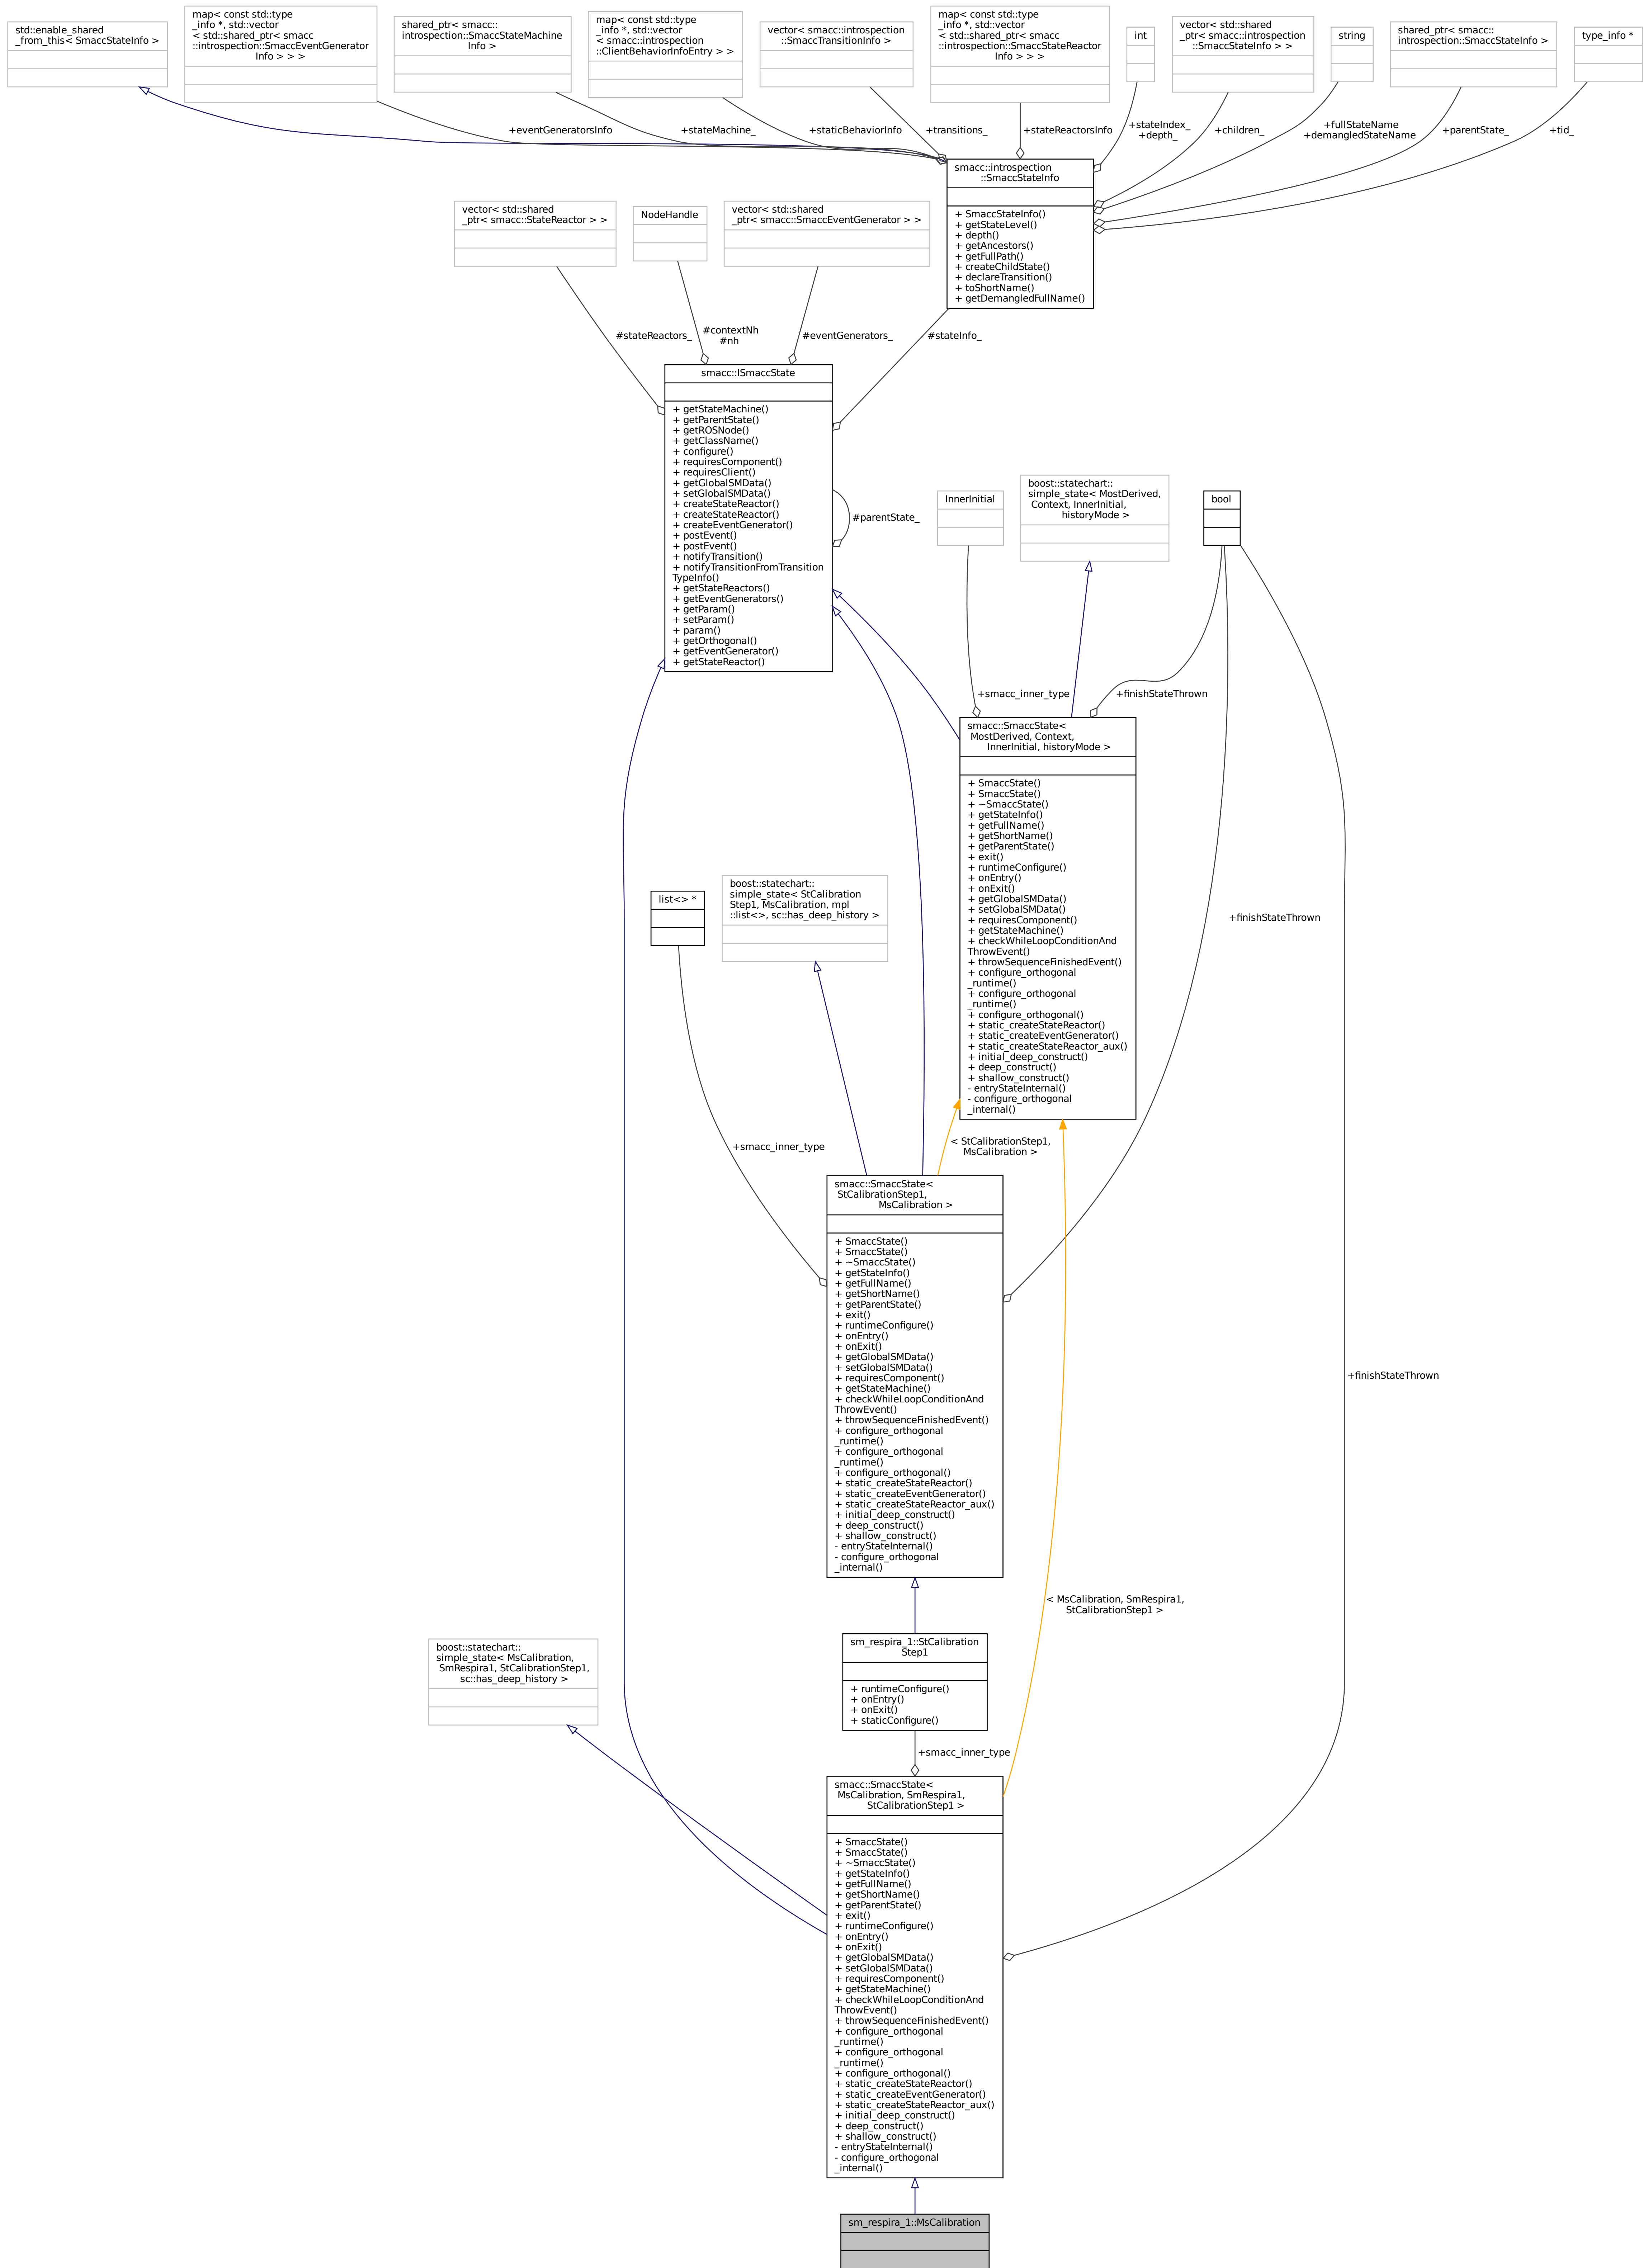 std::enable_shared
_from_this< SmaccStateInfo >
map< const std::type
_info *, std::vector
< std::shared_ptr< smacc
::introspection::SmaccEventGenerator
Info > > >
shared_ptr< smacc::
introspection::SmaccStateMachine
Info >
map< const std::type
_info *, std::vector
< smacc::introspection
::ClientBehaviorInfoEntry > >
vector< smacc::introspection
::SmaccTransitionInfo >
map< const std::type
_info *, std::vector
< std::shared_ptr< smacc
::introspection::SmaccStateReactor
Info > > >
int
vector< std::shared
_ptr< smacc::introspection
::SmaccStateInfo > >
string
shared_ptr< smacc::
introspection::SmaccStateInfo >
type_info *
+eventGeneratorsInfo
+stateMachine_
+staticBehaviorInfo
+transitions_
+stateReactorsInfo
+stateIndex_
+depth_
+children_
+fullStateName
+demangledStateName
+parentState_
+tid_
smacc::introspection
::SmaccStateInfo
+ SmaccStateInfo()
+ getStateLevel()
+ depth()
+ getAncestors()
+ getFullPath()
+ createChildState()
+ declareTransition()
+ toShortName()
+ getDemangledFullName()
vector< std::shared
_ptr< smacc::StateReactor > >
NodeHandle
vector< std::shared
_ptr< smacc::SmaccEventGenerator > >
#stateReactors_
#contextNh
#nh
#eventGenerators_
#stateInfo_
smacc::ISmaccState
+ getStateMachine()
+ getParentState()
+ getROSNode()
+ getClassName()
+ configure()
+ requiresComponent()
+ requiresClient()
+ getGlobalSMData()
+ setGlobalSMData()
+ createStateReactor()
+ createStateReactor()
+ createEventGenerator()
+ postEvent()
+ postEvent()
+ notifyTransition()
+ notifyTransitionFromTransition
TypeInfo()
+ getStateReactors()
+ getEventGenerators()
+ getParam()
+ setParam()
+ param()
+ getOrthogonal()
+ getEventGenerator()
+ getStateReactor()
#parentState_
InnerInitial
boost::statechart::
simple_state< MostDerived,
Context, InnerInitial,
historyMode >
bool
+smacc_inner_type
+finishStateThrown
smacc::SmaccState<
MostDerived, Context,
InnerInitial, historyMode >
+ SmaccState()
+ SmaccState()
+ ~SmaccState()
+ getStateInfo()
+ getFullName()
+ getShortName()
+ getParentState()
+ exit()
+ runtimeConfigure()
+ onEntry()
+ onExit()
+ getGlobalSMData()
+ setGlobalSMData()
+ requiresComponent()
+ getStateMachine()
+ checkWhileLoopConditionAnd
ThrowEvent()
+ throwSequenceFinishedEvent()
+ configure_orthogonal
_runtime()
+ configure_orthogonal
_runtime()
+ configure_orthogonal()
+ static_createStateReactor()
+ static_createEventGenerator()
+ static_createStateReactor_aux()
+ initial_deep_construct()
+ deep_construct()
+ shallow_construct()
- entryStateInternal()
- configure_orthogonal
_internal()
+finishStateThrown
list<> *
boost::statechart::
simple_state< StCalibration
Step1, MsCalibration, mpl
::list<>, sc::has_deep_history >
+smacc_inner_type
< StCalibrationStep1,
MsCalibration >
smacc::SmaccState<
StCalibrationStep1,
MsCalibration >
+ SmaccState()
+ SmaccState()
+ ~SmaccState()
+ getStateInfo()
+ getFullName()
+ getShortName()
+ getParentState()
+ exit()
+ runtimeConfigure()
+ onEntry()
+ onExit()
+ getGlobalSMData()
+ setGlobalSMData()
+ requiresComponent()
+ getStateMachine()
+ checkWhileLoopConditionAnd
ThrowEvent()
+ throwSequenceFinishedEvent()
+ configure_orthogonal
_runtime()
+ configure_orthogonal
_runtime()
+ configure_orthogonal()
+ static_createStateReactor()
+ static_createEventGenerator()
+ static_createStateReactor_aux()
+ initial_deep_construct()
+ deep_construct()
+ shallow_construct()
- entryStateInternal()
- configure_orthogonal
_internal()
+finishStateThrown
< MsCalibration, SmRespira1,
StCalibrationStep1 >
boost::statechart::
simple_state< MsCalibration,
SmRespira1, StCalibrationStep1,
sc::has_deep_history >
sm_respira_1::StCalibration
Step1
+ runtimeConfigure()
+ onEntry()
+ onExit()
+ staticConfigure()
+smacc_inner_type
smacc::SmaccState<
MsCalibration, SmRespira1,
StCalibrationStep1 >
+ SmaccState()
+ SmaccState()
+ ~SmaccState()
+ getStateInfo()
+ getFullName()
+ getShortName()
+ getParentState()
+ exit()
+ runtimeConfigure()
+ onEntry()
+ onExit()
+ getGlobalSMData()
+ setGlobalSMData()
+ requiresComponent()
+ getStateMachine()
+ checkWhileLoopConditionAnd
ThrowEvent()
+ throwSequenceFinishedEvent()
+ configure_orthogonal
_runtime()
+ configure_orthogonal
_runtime()
+ configure_orthogonal()
+ static_createStateReactor()
+ static_createEventGenerator()
+ static_createStateReactor_aux()
+ initial_deep_construct()
+ deep_construct()
+ shallow_construct()
- entryStateInternal()
- configure_orthogonal
_internal()
sm_respira_1::MsCalibration